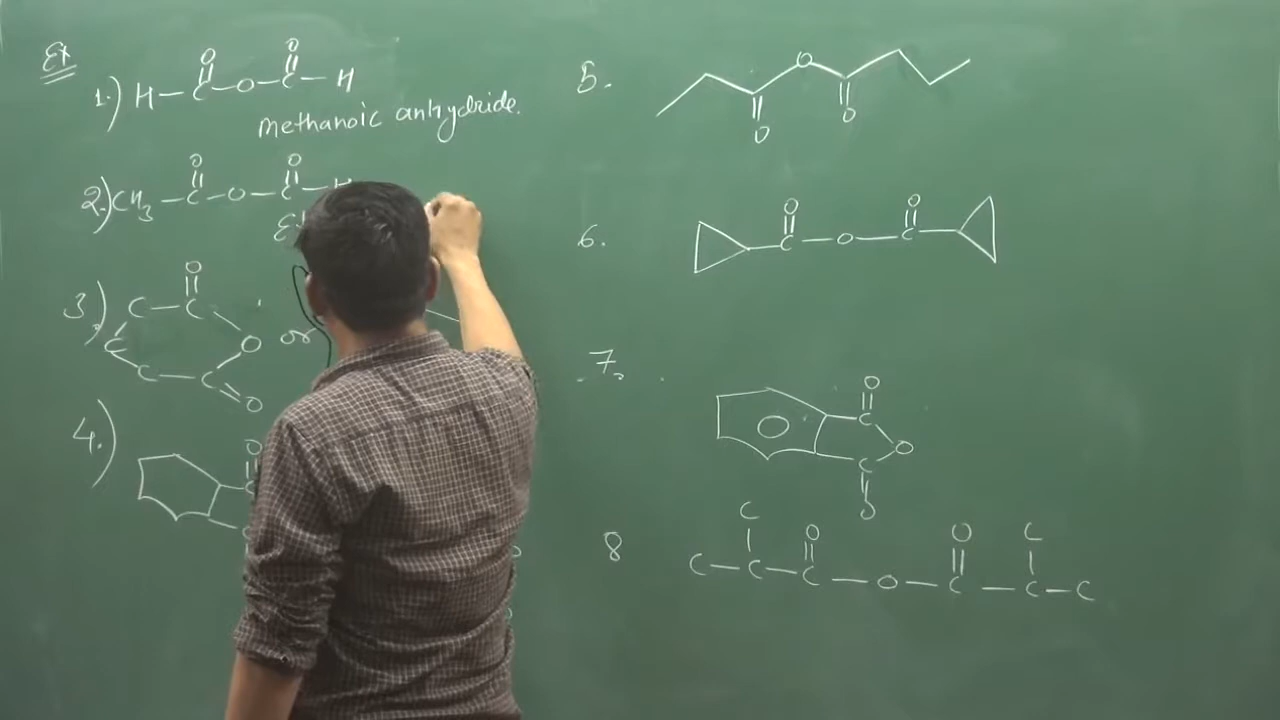 Ex
1.) H – C – O – C – H
O O
methanoic anhydride.
2.) CH3 – C – O – C – H
O O
3.) C – C
O
C O or
C – C
O
4.)
O
5.
O
O O
6.
O O
C – O – C
7.
O
C
O
C
O
8
C O O C
C – C – C – O – C – C – C